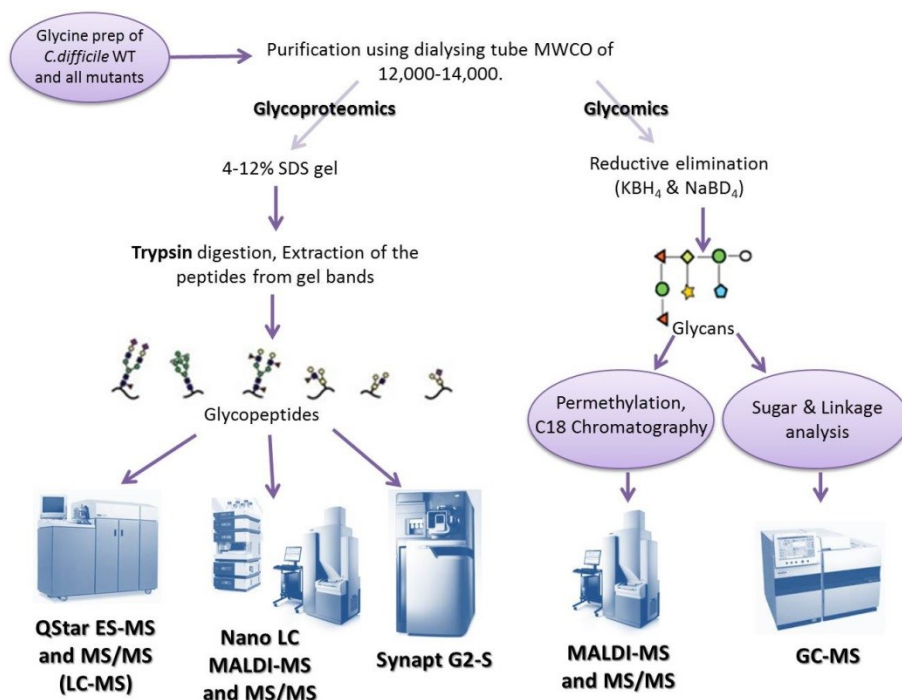 Glycine prep of
C.difficile WT
and all mutants
Purification using dialysing tube MWCO of
12,000-14,000.
Glycoproteomics
Glycomics
4-12% SDS gel
Reductive elimination
(KBH₄ & NaBD₄)
Trypsin digestion, Extraction of the
peptides from gel bands
Glycans
Glycopeptides
Permethylation,
C18 Chromatography
Sugar & Linkage
analysis
QStar ES-MS
and MS/MS
(LC-MS)
Nano LC
MALDI-MS
and MS/MS
Synapt G2-S
MALDI-MS
and MS/MS
GC-MS